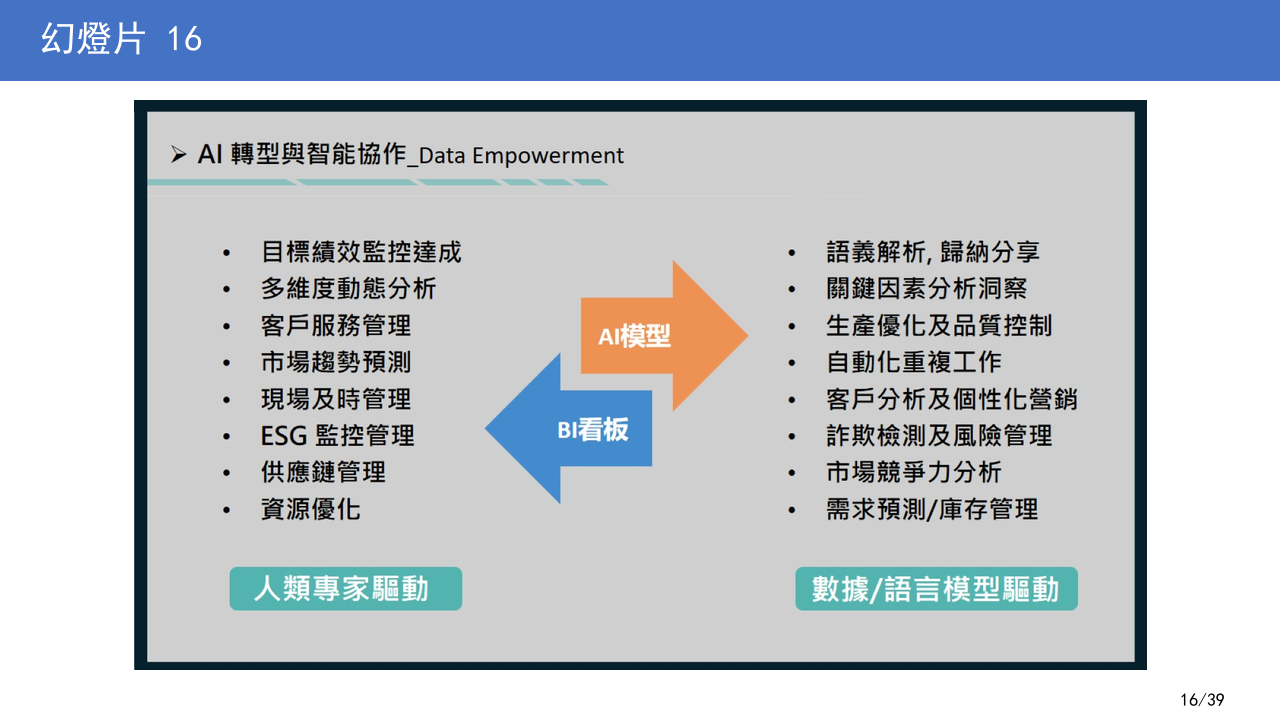 幻燈片 16
➢ AI 轉型與智能協作_Data Empowerment
• 目標績效監控達成
• 多維度動態分析
• 客戶服務管理
• 市場趨勢預測
• 現場及時管理
• ESG 監控管理
• 供應鏈管理
• 資源優化
人類專家驅動
AI模型
BI看板
• 語義解析, 歸納分享
• 關鍵因素分析洞察
• 生產優化及品質控制
• 自動化重複工作
• 客戶分析及個性化營銷
• 詐欺檢測及風險管理
• 市場競爭力分析
• 需求預測/庫存管理
數據/語言模型驅動
16/39